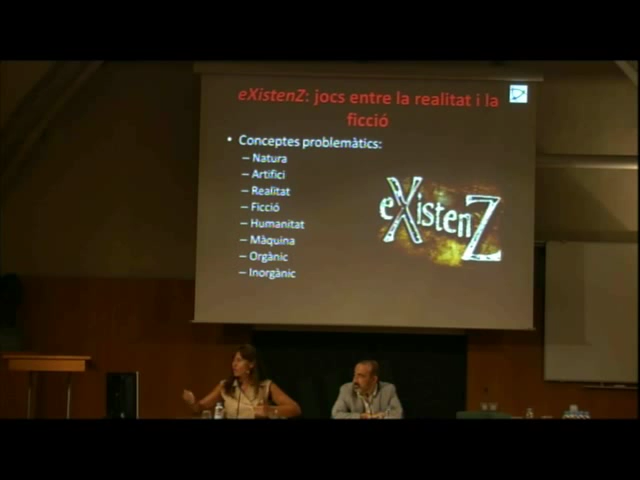 eXistenZ: jocs entre la realitat i la
ficció
• Conceptes problemàtics:
– Natura
– Artifici
– Realitat
– Ficció
– Humanitat
– Màquina
– Orgànic
– Inorgànic
eXistenZ